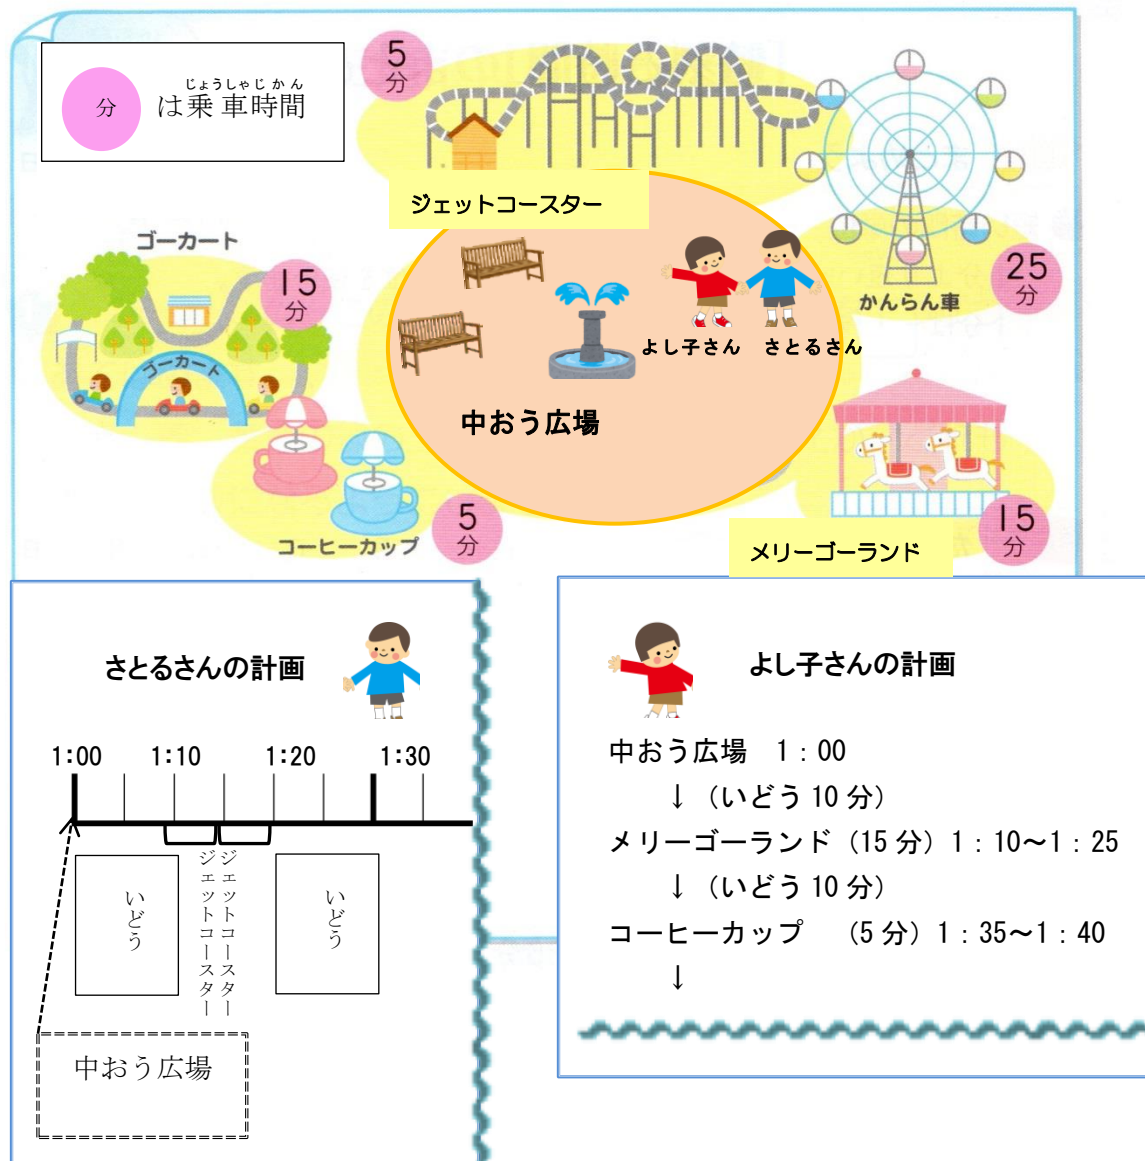 分 は乗車時間
じょうしゃじかん
5
分
ジェットコースター
ゴーカート
15
分
ゴーカート
25
分
かんらん車
よし子さん さとるさん
中おう広場
5
分
コーヒーカップ
15
分
メリーゴーランド
さとるさんの計画
1:00 1:10 1:20 1:30
いどう
ジェットコースター
ジェットコースター
いどう
中おう広場
よし子さんの計画
中おう広場 1:00
↓(いどう10分)
メリーゴーランド(15分)1:10~1:25
↓(いどう10分)
コーヒーカップ (5分)1:35~1:40
↓